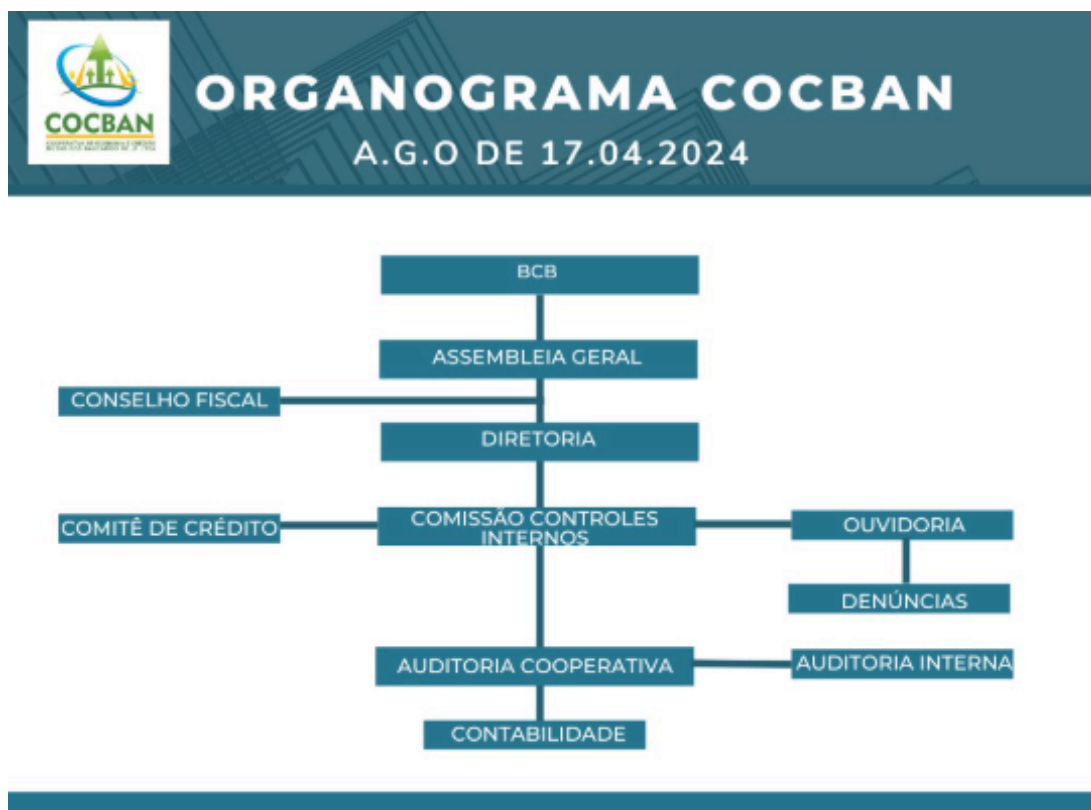 COCBAN
ORGANOGRAMA COCBAN
A.G.O DE 17.04.2024
BCB
ASSEMBLEIA GERAL
CONSELHO FISCAL
DIRETORIA
COMITÊ DE CRÉDITO
COMISSÃO CONTROLES
INTERNOS
OUVIDORIA
DENÚNCIAS
AUDITORIA COOPERATIVA
AUDITORIA INTERNA
CONTABILIDADE